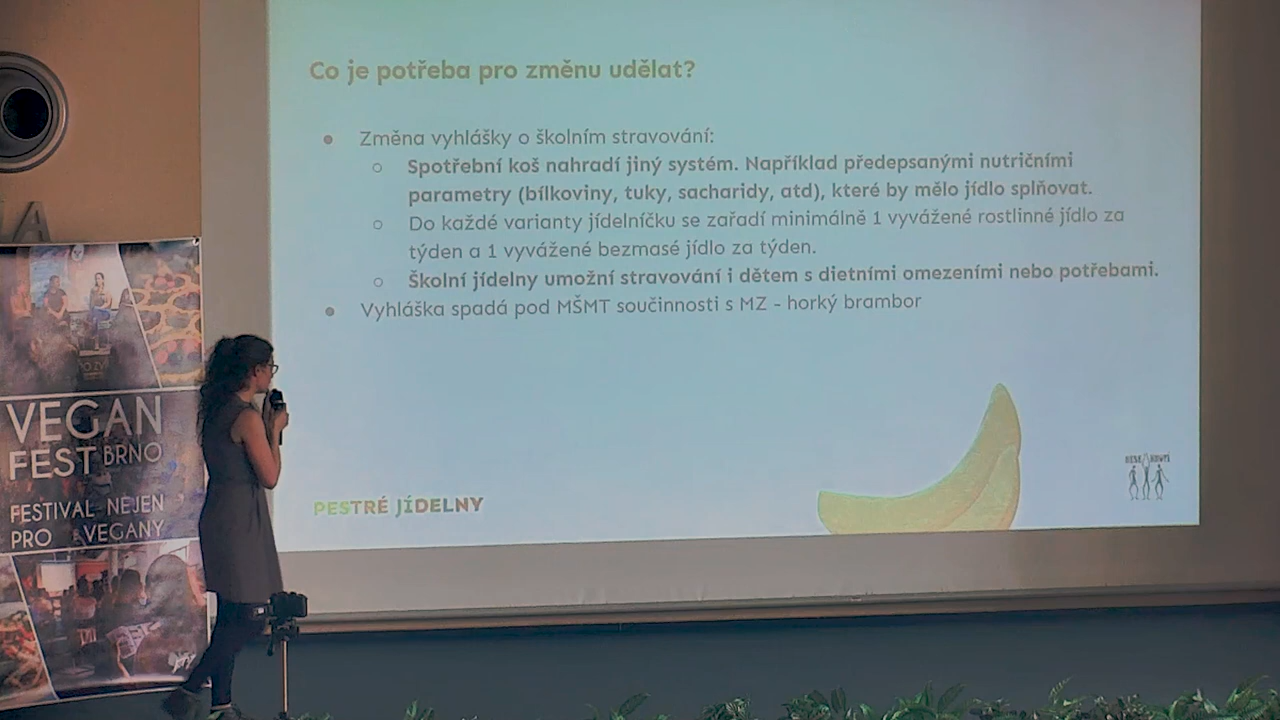 Co je potřeba pro změnu udělat?
Změna vyhlášky o školním stravování:
Spotřební koš nahradí jiný systém. Například předepsanými nutričními
parametry (bílkoviny, tuky, sacharidy, atd), které by mělo jídlo splňovat.
Do každé varianty jídelníčku se zařadí minimálně 1 vyvážené rostlinné jídlo za
týden a 1 vyvážené bezmasé jídlo za týden.
Školní jídelny umožní stravování i dětem s dietními omezeními nebo potřebami.
Vyhláška spadá pod MŠMT součinnosti s MZ - horký brambor
PESTRÉ JÍDELNY
VEGAN
FEST BRNO
FESTIVAL NEJEN
PRO VEGANY